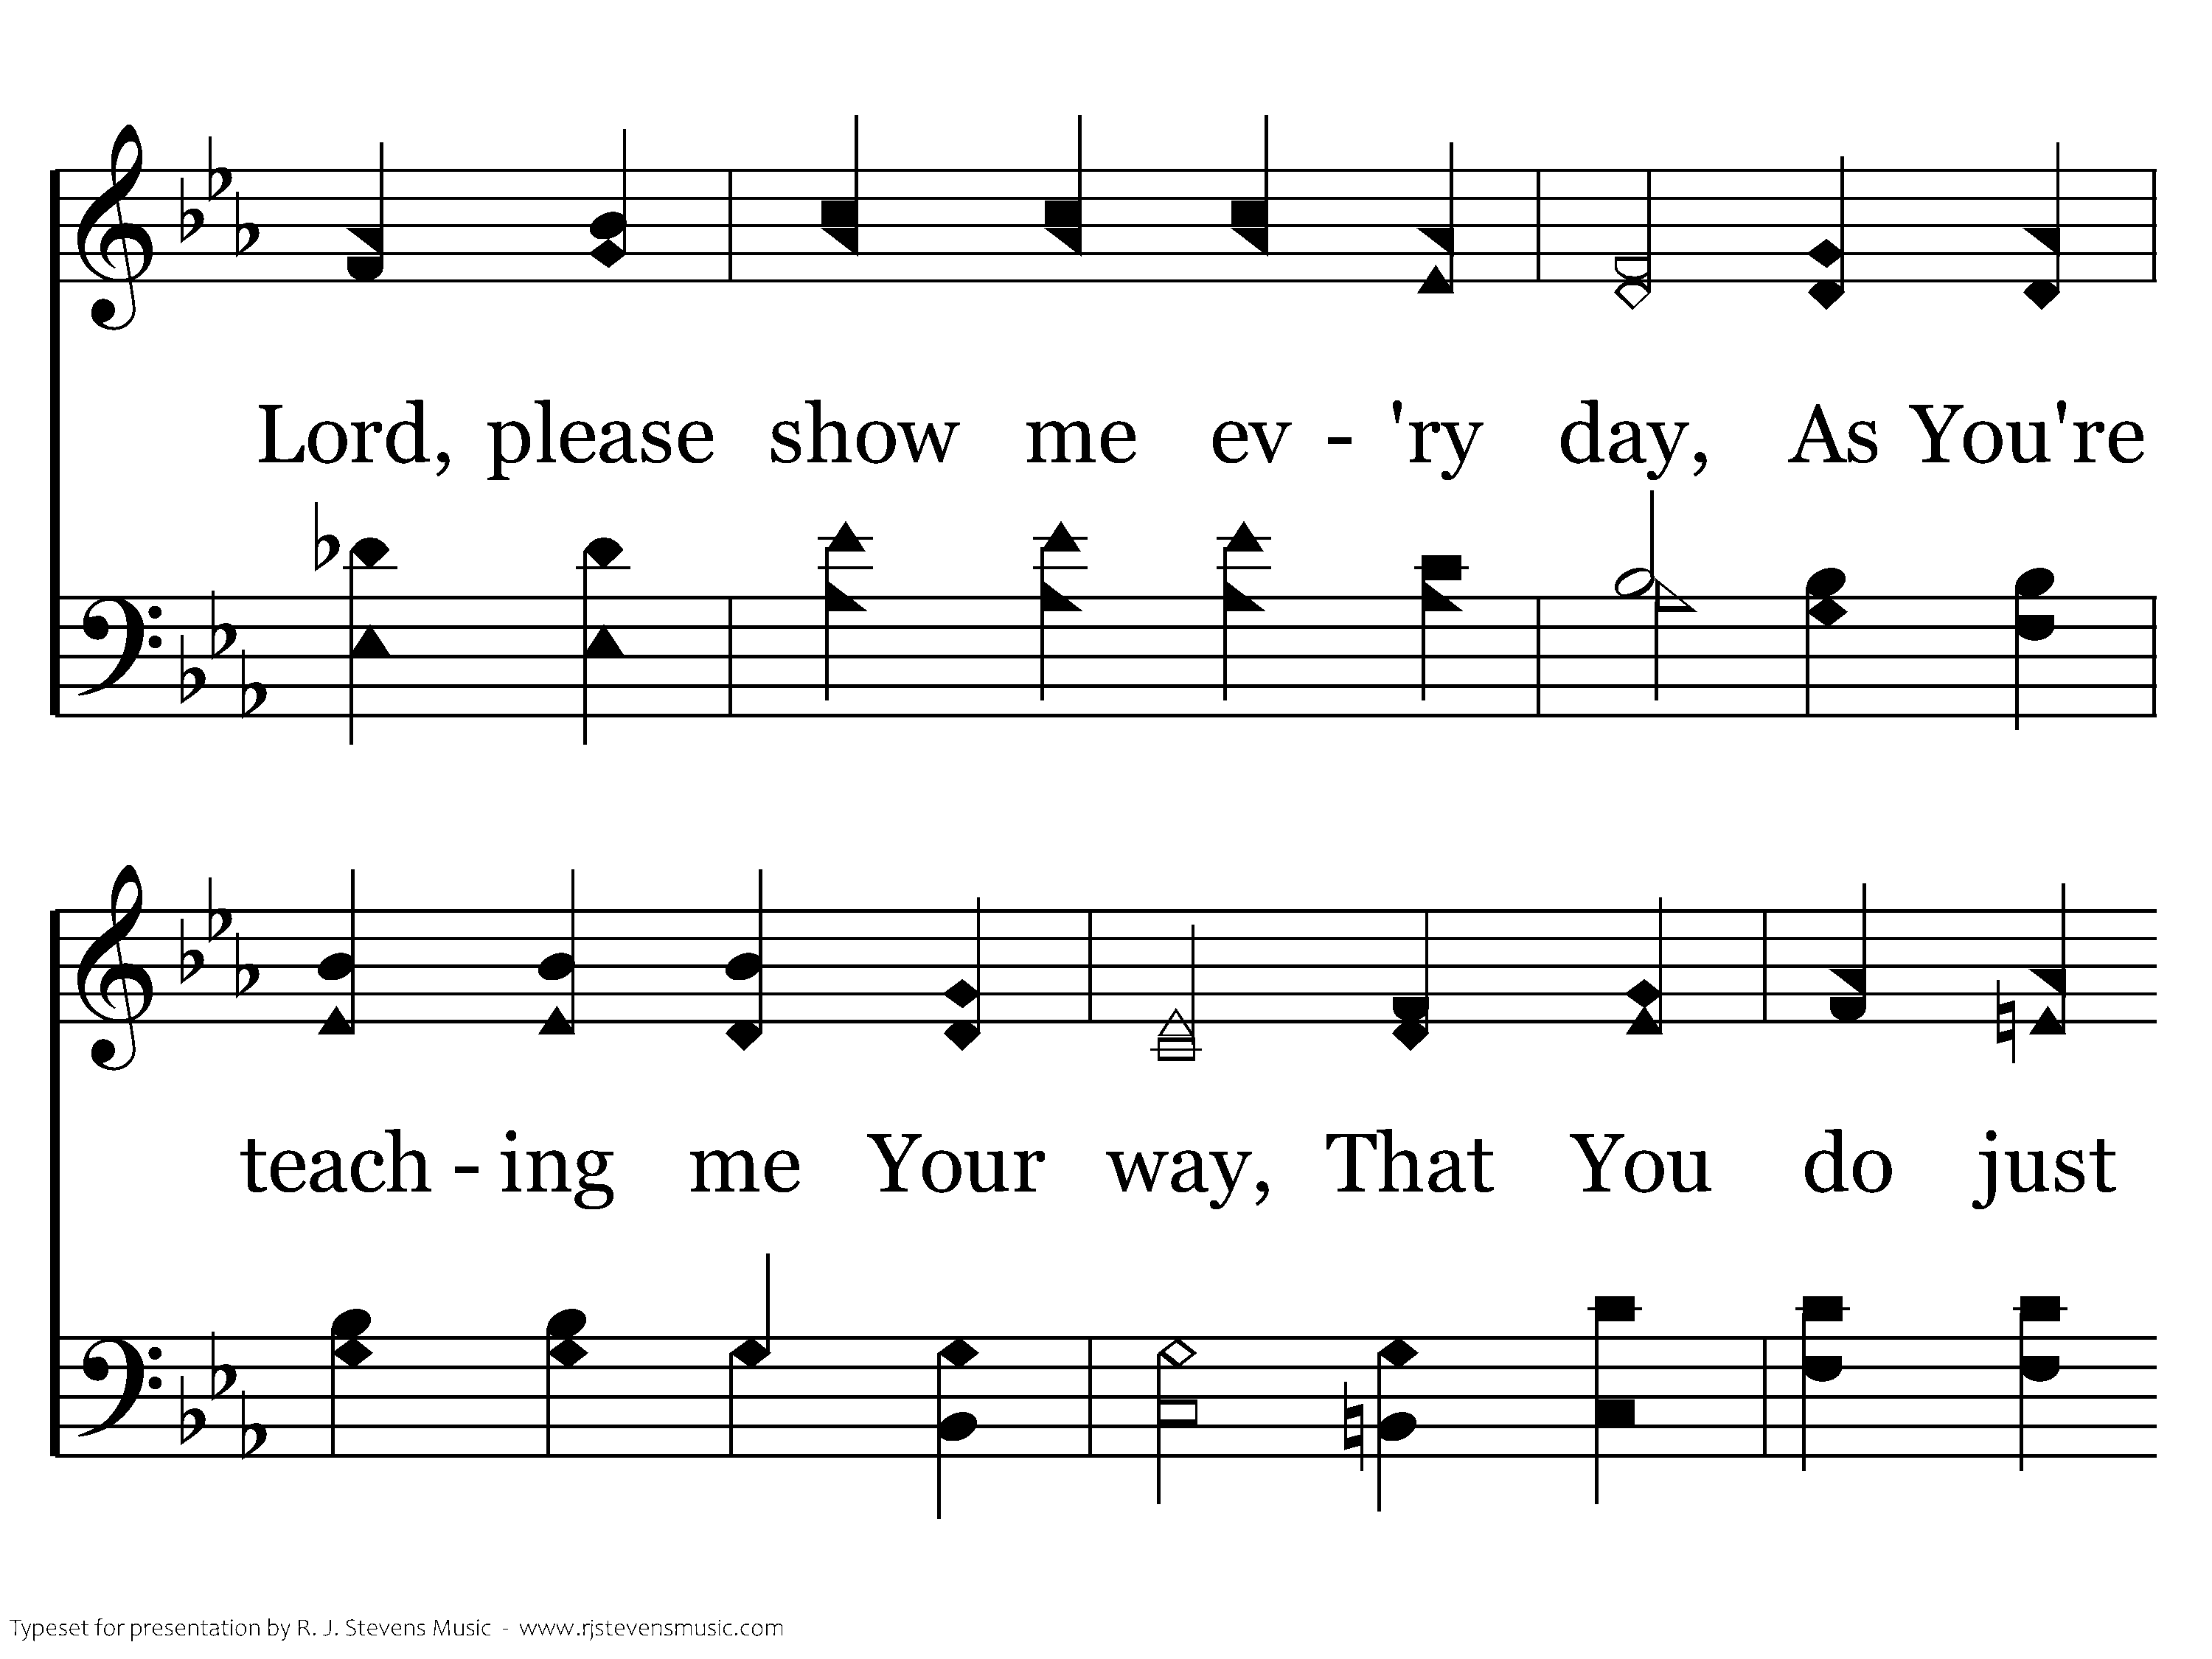 Lord, please show me ev - 'ry day, As You're
teach - ing me Your way, That You do just
Typeset for presentation by R. J. Stevens Music - www.rjstevensmusic.com